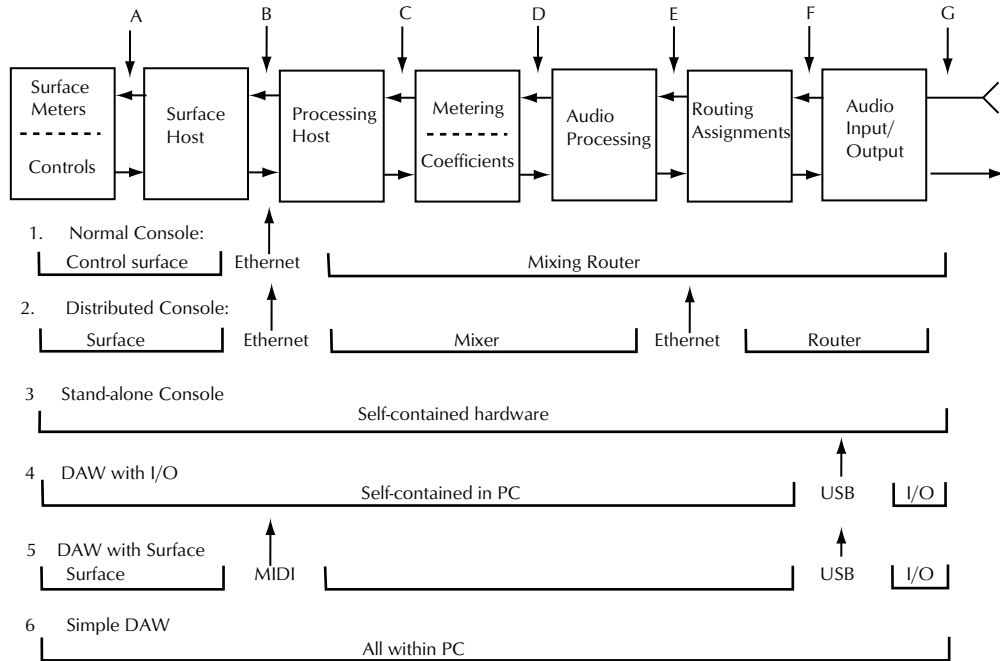 A B C D E F G
Surface Meters
Controls
Surface Host
Processing Host
Metering
Coefficients
Audio Processing
Routing Assignments
Audio Input/ Output
1. Normal Console:
Control surface Ethernet Mixing Router
2. Distributed Console:
Surface Ethernet Mixer Ethernet Router
3 Stand-alone Console
Self-contained hardware
4 DAW with I/O
Self-contained in PC USB I/O
5 DAW with Surface
Surface MIDI USB I/O
6 Simple DAW
All within PC